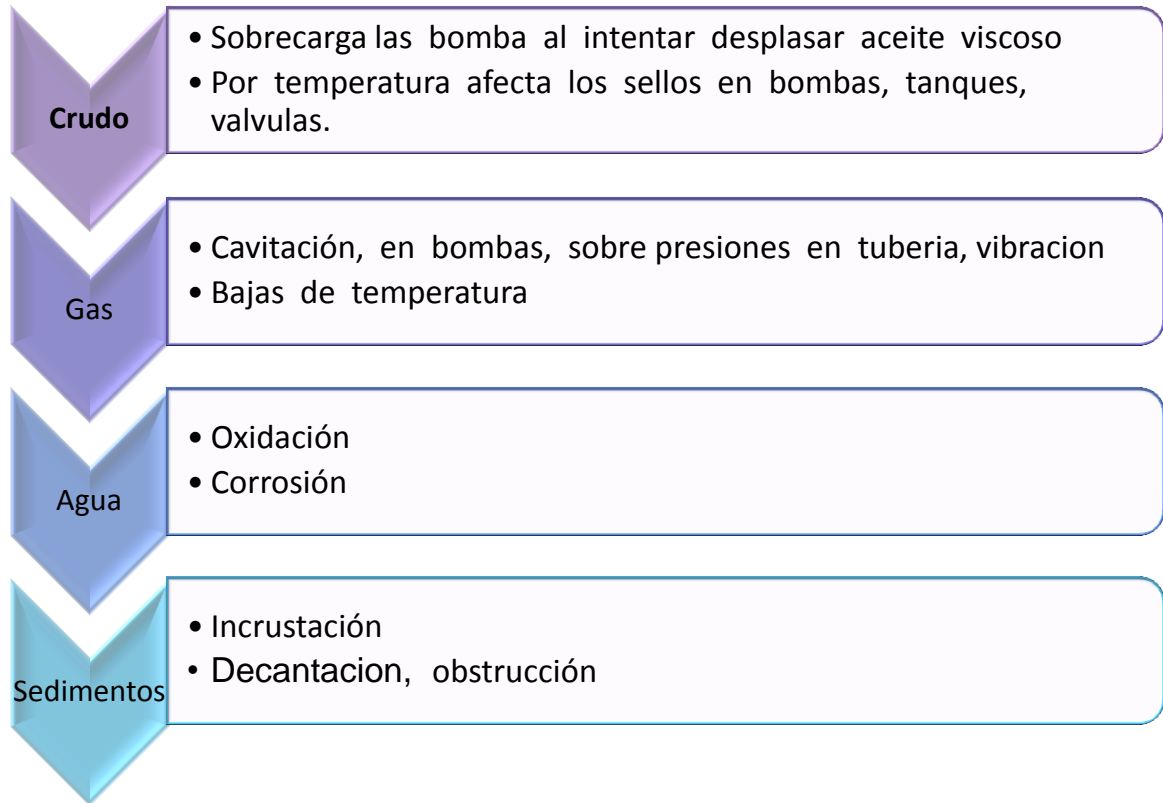 Crudo
• Sobrecarga las bomba al intentar desplasar aceite viscoso
• Por temperatura afecta los sellos en bombas, tanques,
valvulas.
Gas
• Cavitación, en bombas, sobre presiones en tuberia, vibracion
• Bajas de temperatura
Agua
• Oxidación
• Corrosión
Sedimentos
• Incrustación
• Decantacion, obstrucción